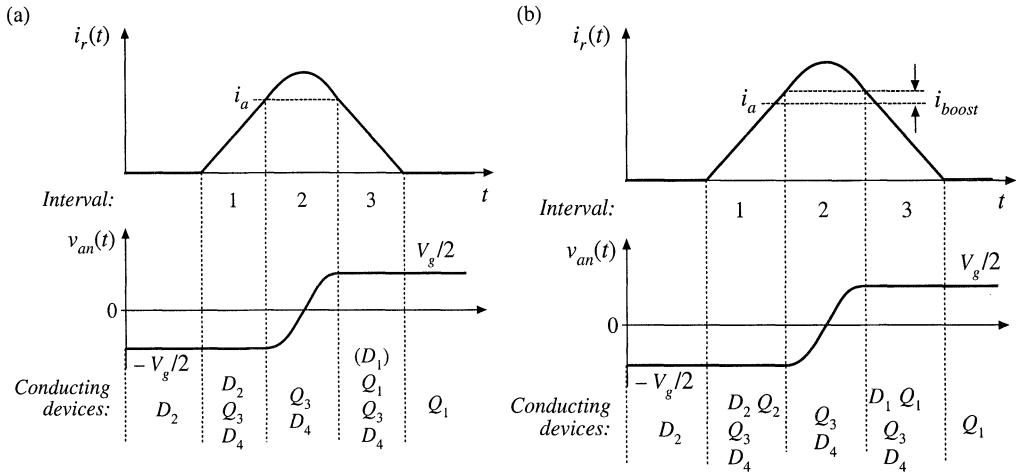 (a)
i_r(t)
i_a
t
Interval: 1 2 3
v_an(t)
V_g/2
0
– V_g/2
Conducting devices:
D_2
D_2
Q_3
D_4
Q_3
D_4
(D_1)
Q_1
Q_3
D_4
Q_1
(b)
i_r(t)
i_a
i_boost
t
Interval: 1 2 3
v_an(t)
V_g/2
0
– V_g/2
Conducting devices:
D_2
D_2 Q_2
Q_3
D_4
Q_3
D_4
D_1 Q_1
Q_3
D_4
Q_1